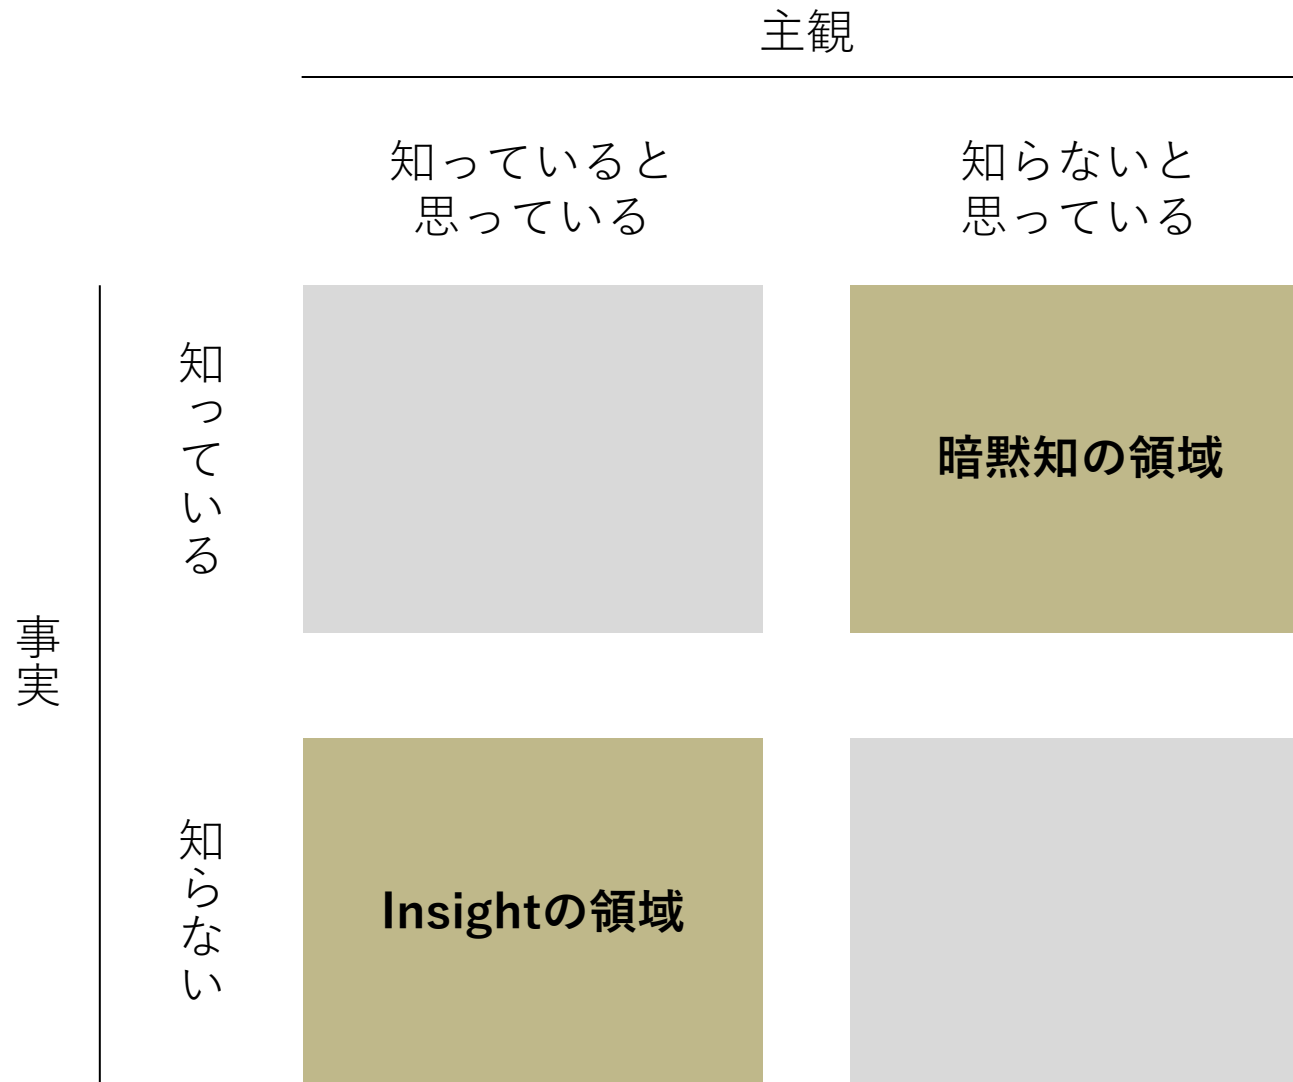 主観
知っていると
思っている
知らないと
思っている
事実
知っている
暗黙知の領域
知らない
Insightの領域